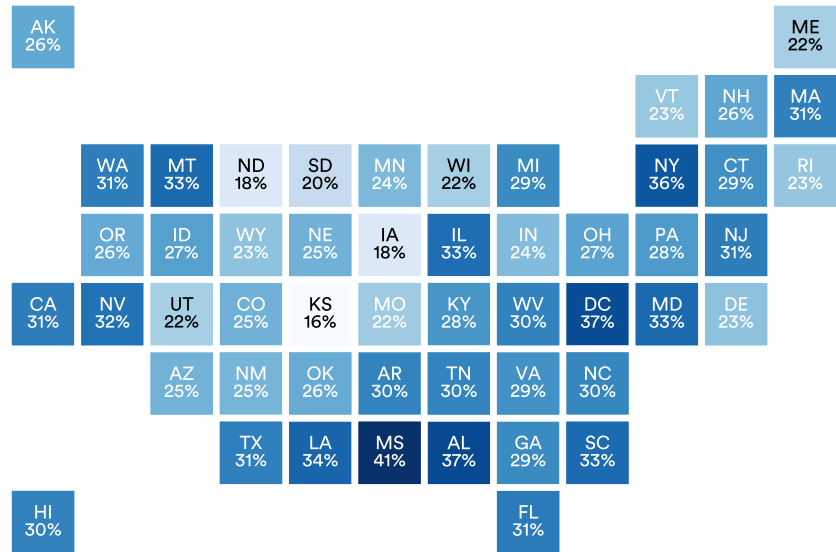 AK
26%
ME
22%
VT
23%
NH
26%
MA
31%
WA
31%
MT
33%
ND
18%
SD
20%
MN
24%
WI
22%
MI
29%
NY
36%
CT
29%
RI
23%
OR
26%
ID
27%
WY
23%
NE
25%
IA
18%
IL
33%
IN
24%
OH
27%
PA
28%
NJ
31%
CA
31%
NV
32%
UT
22%
CO
25%
KS
16%
MO
22%
KY
28%
WV
30%
DC
37%
MD
33%
DE
23%
AZ
25%
NM
25%
OK
26%
AR
30%
TN
30%
VA
29%
NC
30%
TX
31%
LA
34%
MS
41%
AL
37%
GA
29%
SC
33%
HI
30%
FL
31%